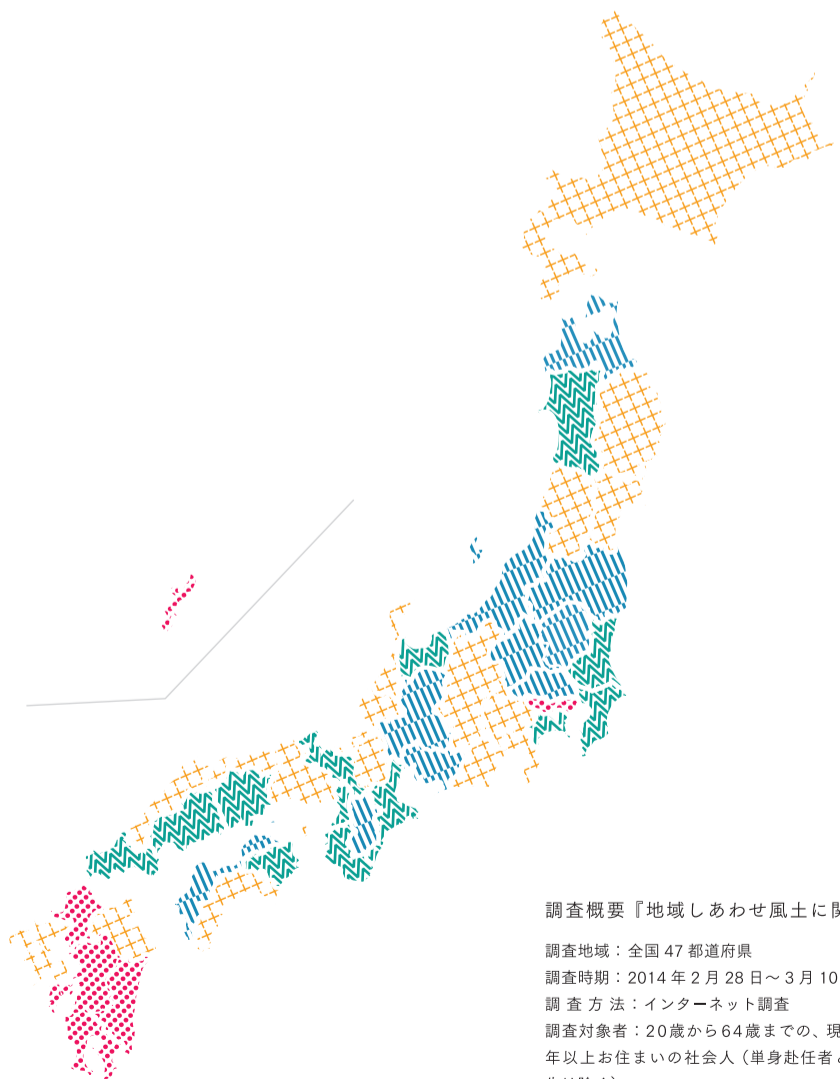 調査概要『地域しあわせ風土に関
調査地域：全国 47 都道府県
調査時期：2014 年 2 月 28 日〜 3 月 10
調 査 方 法：インターネット調査
調査対象者：20歳から64歳までの、現
年以上お住まいの社会人（単身赴任者